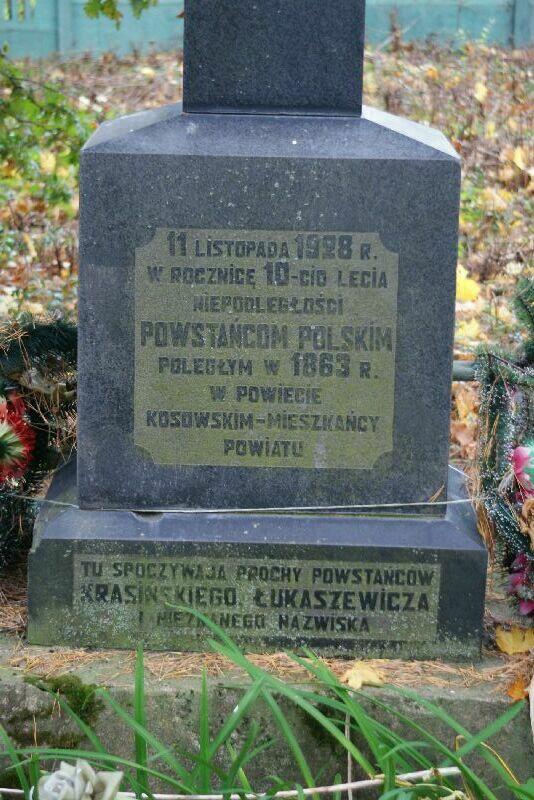 11 LISTOPADA 1928 R.
W ROCZNICĘ 10-CIO LECIA
NIEPODLEGŁOŚCI
POWSTAŃCOM POLSKIM
POLEGŁYM W 1863 R.
W POWIECIE
KOSOWSKIM-MIESZKAŃCY
POWIATU
TU SPOCZYWAJĄ PROCHY POWSTAŃCÓW
KRASIŃSKIEGO, ŁUKASZEWICZA
I NIEZNANEGO NAZWISKA